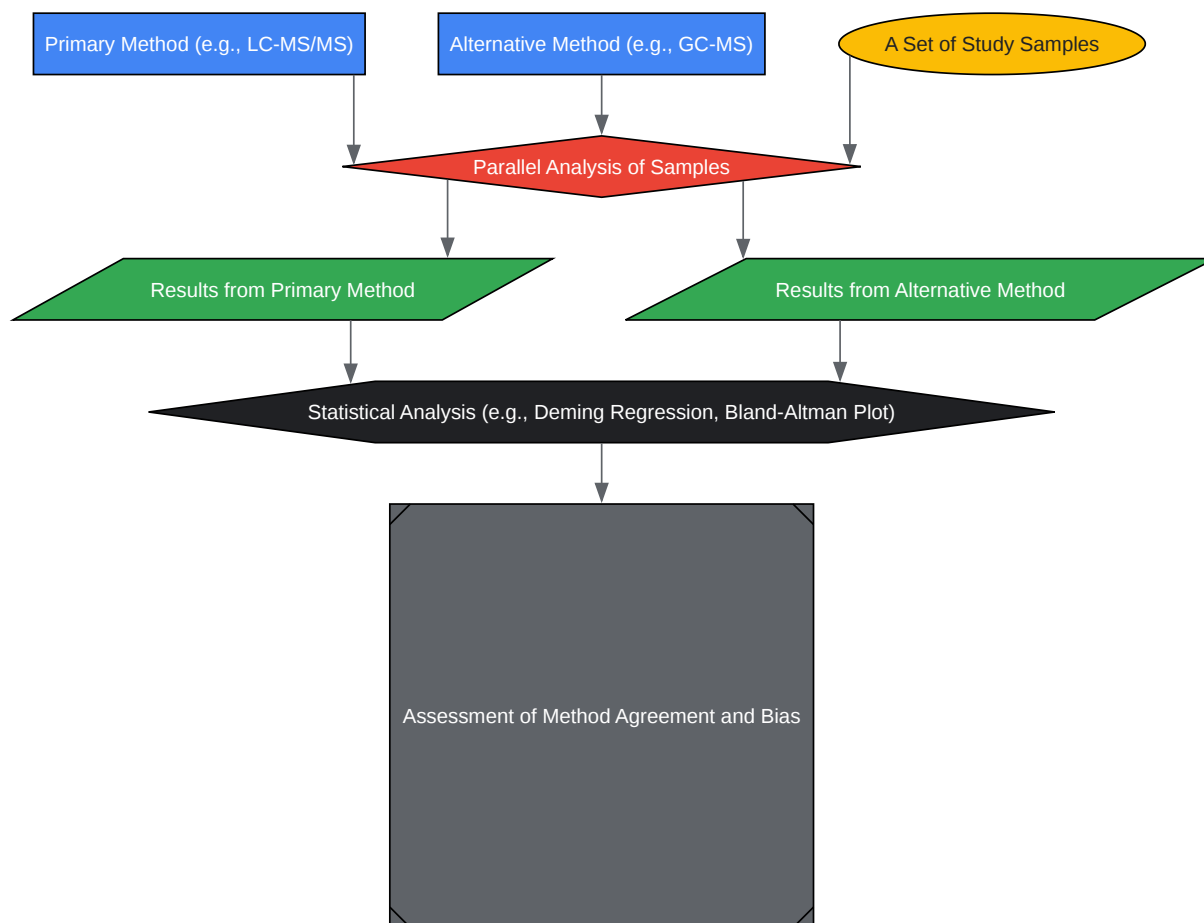 Primary Method (e.g., LC-MS/MS)
Alternative Method (e.g., GC-MS)
A Set of Study Samples
Parallel Analysis of Samples
Results from Primary Method
Results from Alternative Method
Statistical Analysis (e.g., Deming Regression, Bland-Altman Plot)
Assessment of Method Agreement and Bias